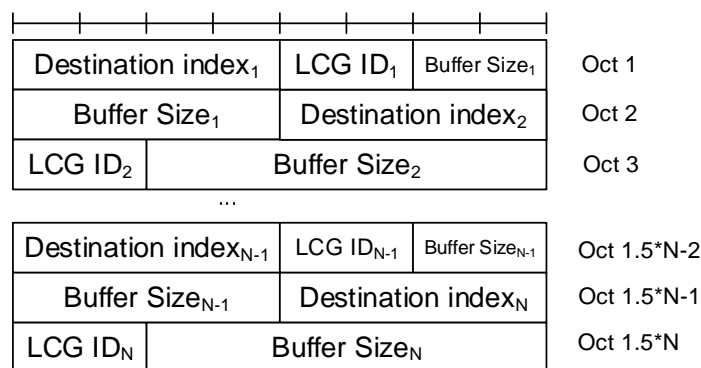 Destination index1 LCG ID1 Buffer Size1 Oct 1
Buffer Size1 Destination index2 Oct 2
LCG ID2 Buffer Size2 Oct 3
...
Destination indexN-1 LCG IDN-1 Buffer SizeN-1 Oct 1.5*N-2
Buffer SizeN-1 Destination indexN Oct 1.5*N-1
LCG IDN Buffer SizeN Oct 1.5*N